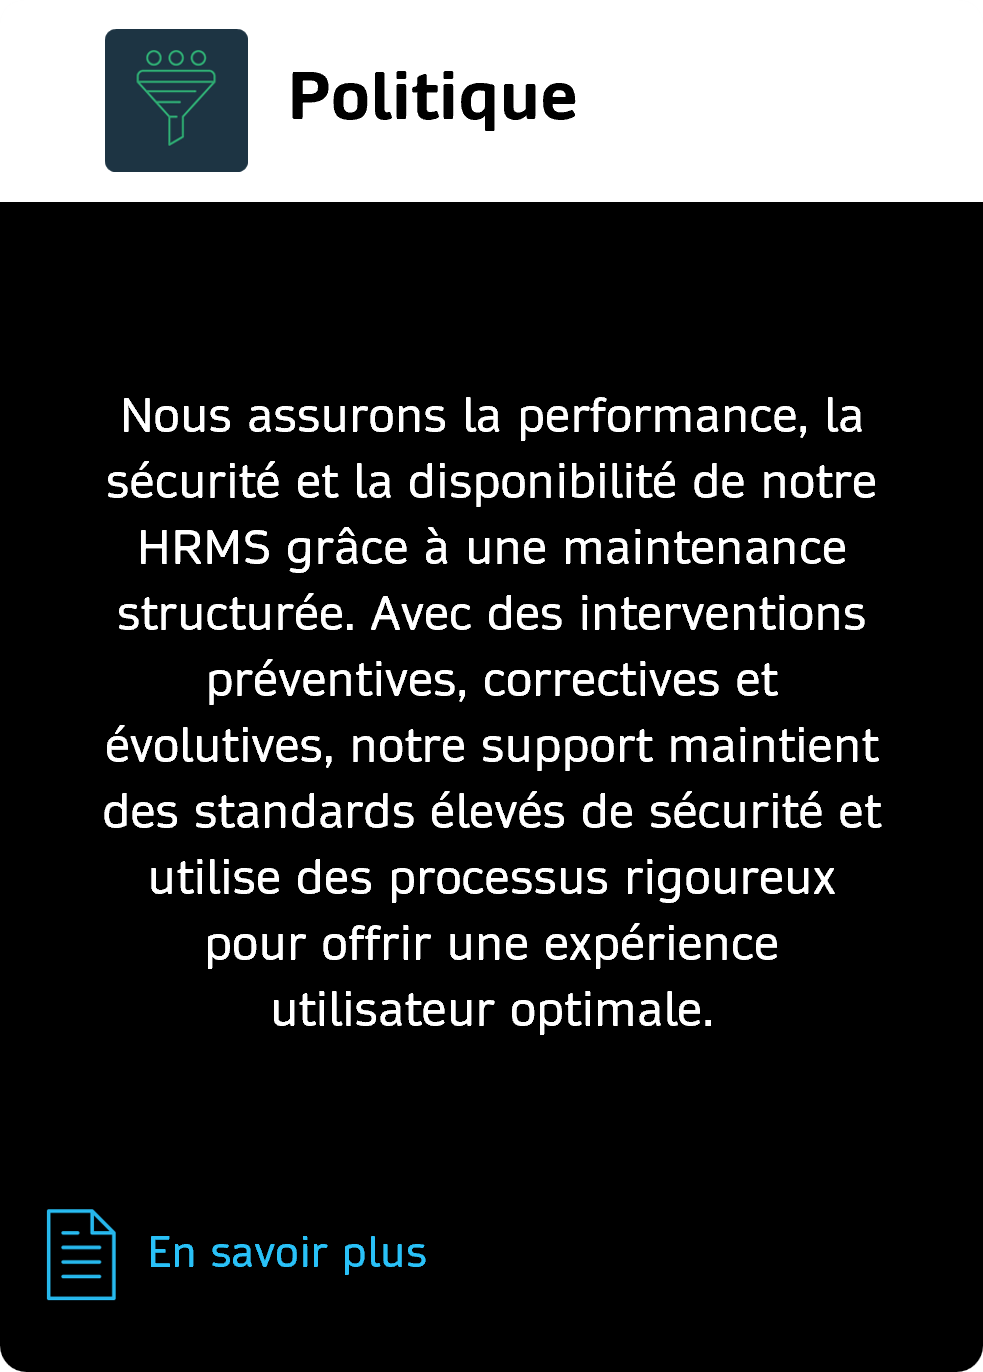 Politique
Nous assurons la performance, la
sécurité et la disponibilité de notre
HRMS grâce à une maintenance
structurée. Avec des interventions
préventives, correctives et
évolutives, notre support maintient
des standards élevés de sécurité et
utilise des processus rigoureux
pour offrir une expérience
utilisateur optimale.
En savoir plus